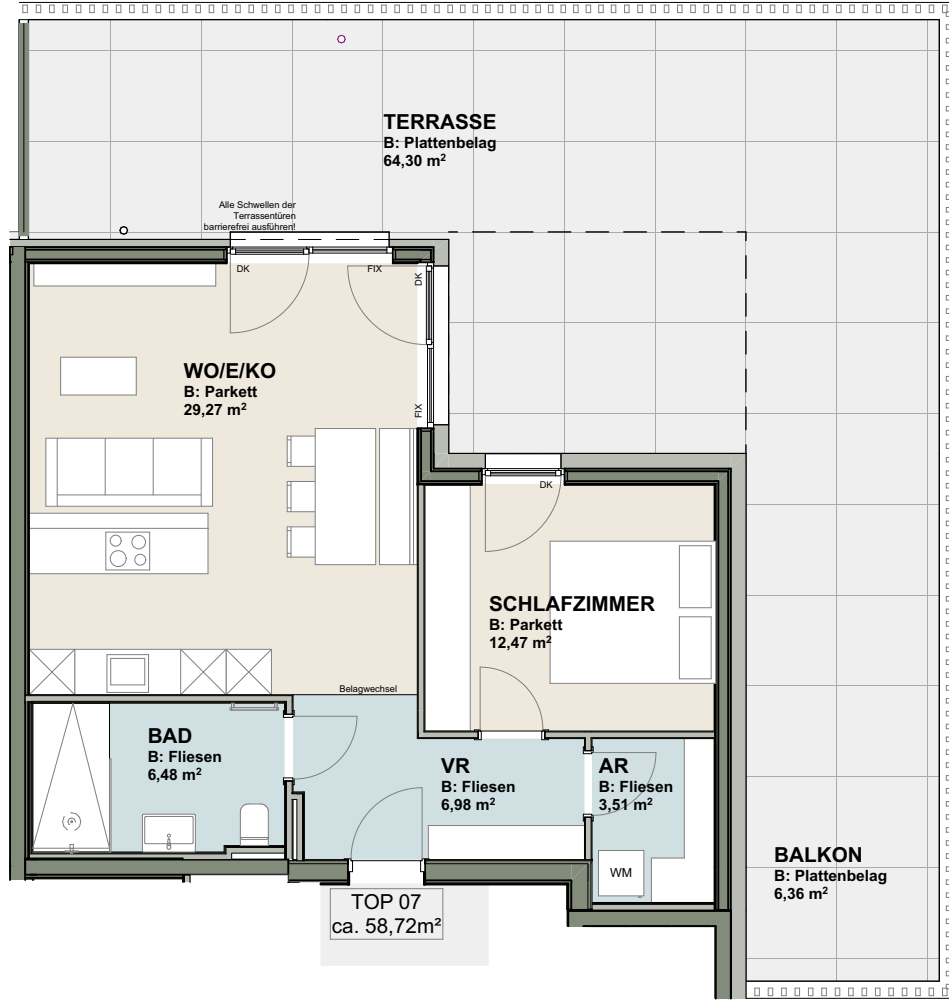 TERRASSE
B: Plattenbelag
64,30 m²
Alle Schwellen der
Terrassentüren
barrierefrei ausführen!
DK
FIX
DK
FIX
WO/E/KO
B: Parkett
29,27 m²
DK
SCHLAFZIMMER
B: Parkett
12,47 m²
Belagwechsel
BAD
B: Fliesen
6,48 m²
VR
B: Fliesen
6,98 m²
AR
B: Fliesen
3,51 m²
WM
BALKON
B: Plattenbelag
6,36 m²
TOP 07
ca. 58,72m²